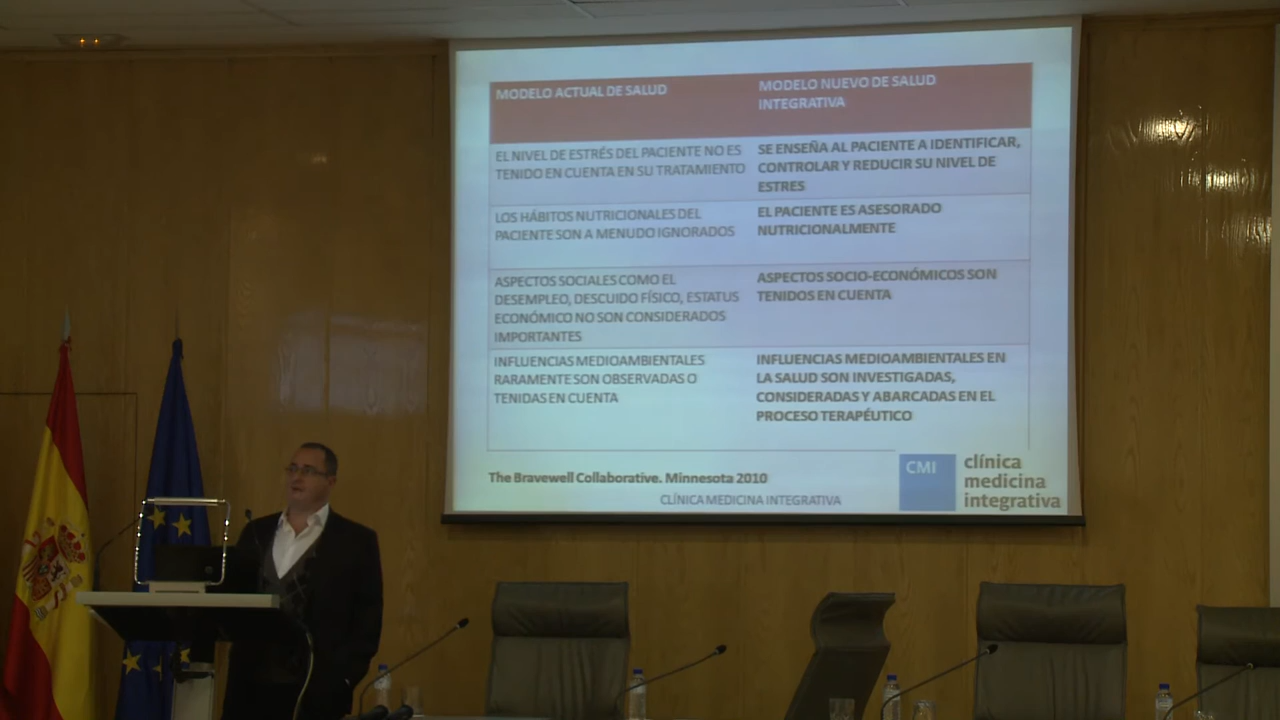 MODELO ACTUAL DE SALUD
MODELO NUEVO DE SALUD
INTEGRATIVA
EL NIVEL DE ESTRÉS DEL PACIENTE NO ES
TENIDO EN CUENTA EN SU TRATAMIENTO
SE ENSEÑA AL PACIENTE A IDENTIFICAR,
CONTROLAR Y REDUCIR SU NIVEL DE
ESTRES
LOS HÁBITOS NUTRICIONALES DEL
PACIENTE SON A MENUDO IGNORADOS
EL PACIENTE ES ASESORADO
NUTRICIONALMENTE
ASPECTOS SOCIALES COMO EL
DESEMPLEO, DESCUIDO FÍSICO, ESTATUS
ECONÓMICO NO SON CONSIDERADOS
IMPORTANTES
ASPECTOS SOCIO-ECONÓMICOS SON
TENIDOS EN CUENTA
INFLUENCIAS MEDIOAMBIENTALES
RARAMENTE SON OBSERVADAS O
TENIDAS EN CUENTA
INFLUENCIAS MEDIOAMBIENTALES EN
LA SALUD SON INVESTIGADAS,
CONSIDERADAS Y ABARCADAS EN EL
PROCESO TERAPÉUTICO
The Bravewell Collaborative. Minnesota 2010
CLÍNICA MEDICINA INTEGRATIVA
CMI
clínica
medicina
integrativa